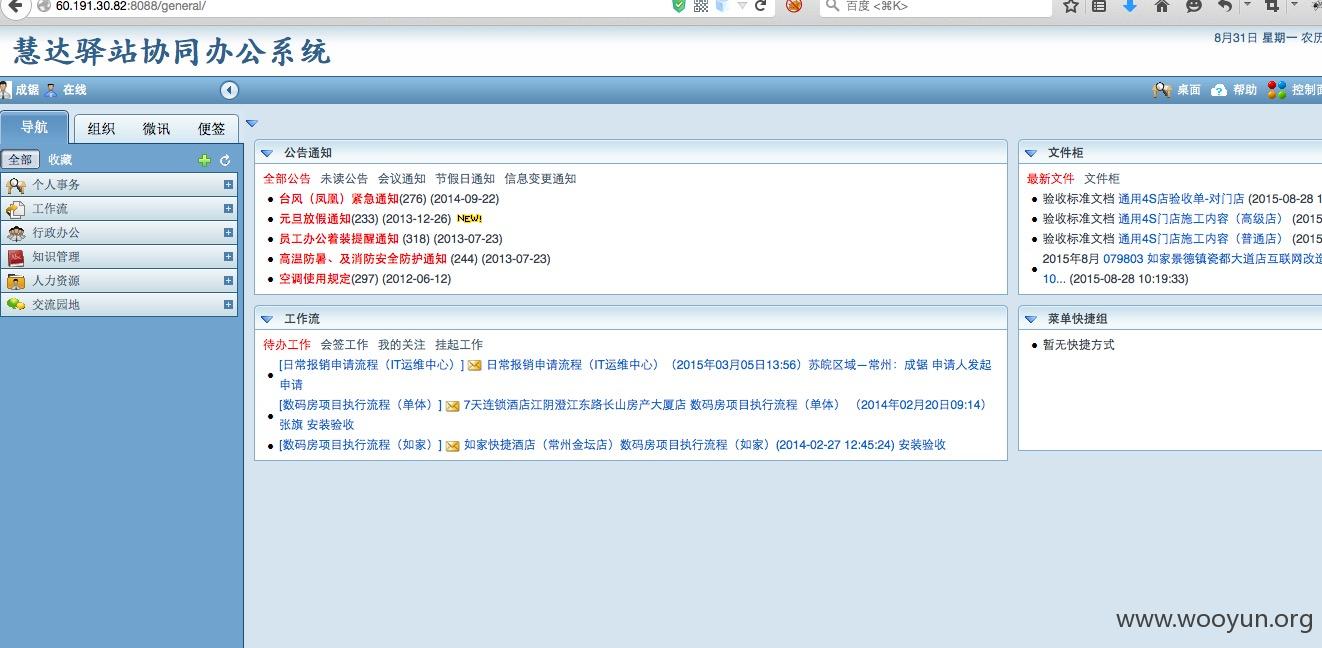 60.191.30.82:8088/general/
百度 <⌘K>
慧达驿站协同办公系统
8月31日 星期一 农历
成锯 在线
桌面 帮助 控制面
导航 组织 微讯 便签
全部 收藏
个人事务
工作流
行政办公
知识管理
人力资源
交流园地
公告通知
全部公告 未读公告 会议通知 节假日通知 信息变更通知
台风（凤凰）紧急通知(276) (2014-09-22)
元旦放假通知(233) (2013-12-26) NEW!
员工办公着装提醒通知 (318) (2013-07-23)
高温防暑、及消防安全防护通知 (244) (2013-07-23)
空调使用规定(297) (2012-06-12)
文件柜
最新文件 文件柜
验收标准文档 通用4S店验收单-对门店 (2015-08-28 1
验收标准文档 通用4S门店施工内容（高级店） (2015
验收标准文档 通用4S门店施工内容（普通店） (2015
2015年8月 079803 如家景德镇瓷都大道店互联网改造
10... (2015-08-28 10:19:33)
工作流
待办工作 会签工作 我的关注 挂起工作
[日常报销申请流程（IT运维中心）] 日常报销申请流程（IT运维中心）（2015年03月05日13:56）苏皖区域－常州：成锯 申请人发起
申请
[数码房项目执行流程（单体）] 7天连锁酒店江阴澄江东路长山房产大厦店 数码房项目执行流程（单体）（2014年02月20日09:14）
张旗 安装验收
[数码房项目执行流程（如家）] 如家快捷酒店（常州金坛店）数码房项目执行流程（如家）(2014-02-27 12:45:24) 安装验收
菜单快捷组
暂无快捷方式
www.wooyun.org